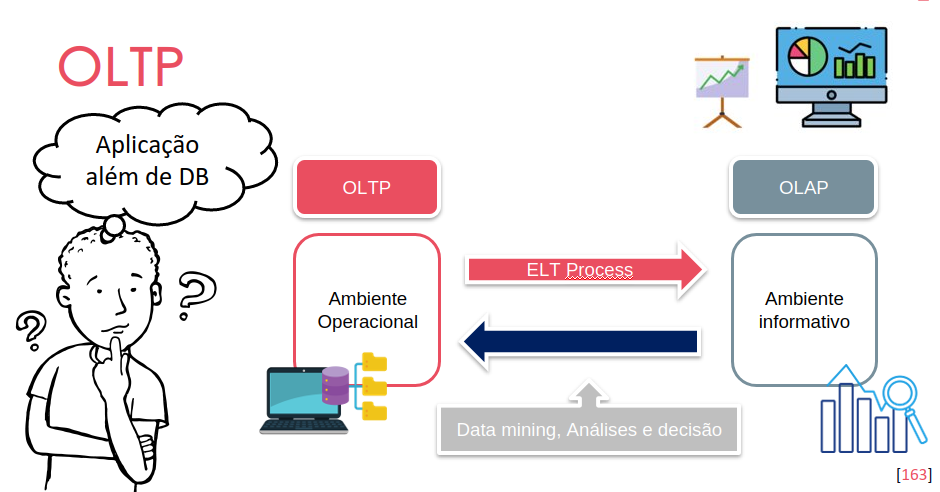 OLTP
Aplicação
além de DB
OLTP
OLAP
ELT Process
Ambiente
Operacional
Ambiente
informativo
Data mining, Análises e decisão
[163]